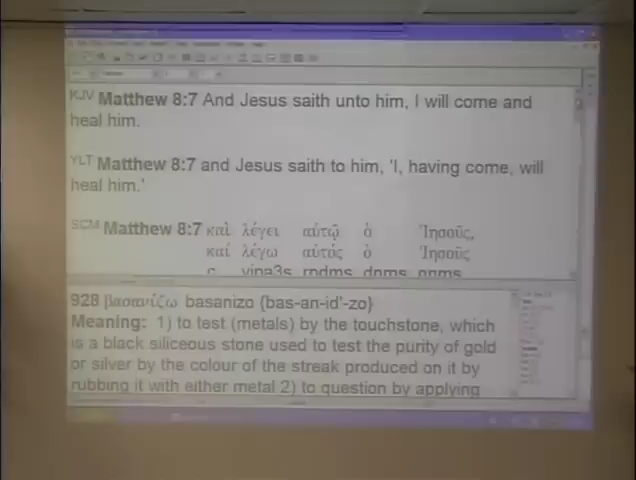 KJV Matthew 8:7 And Jesus saith unto him, I will come and
heal him.
YLT Matthew 8:7 and Jesus saith to him, 'I, having come, will
heal him.'
SCM Matthew 8:7 καὶ λέγει αὐτῷ ὁ Ἰησοῦς,
καί λέγω αὐτός ὁ Ἰησοῦς
c vipa3s rpdms dnms nnms
928 βασανίζω basanizo {bas-an-id'-zo}
Meaning: 1) to test (metals) by the touchstone, which
is a black siliceous stone used to test the purity of gold
or silver by the colour of the streak produced on it by
rubbing it with either metal 2) to question by applying